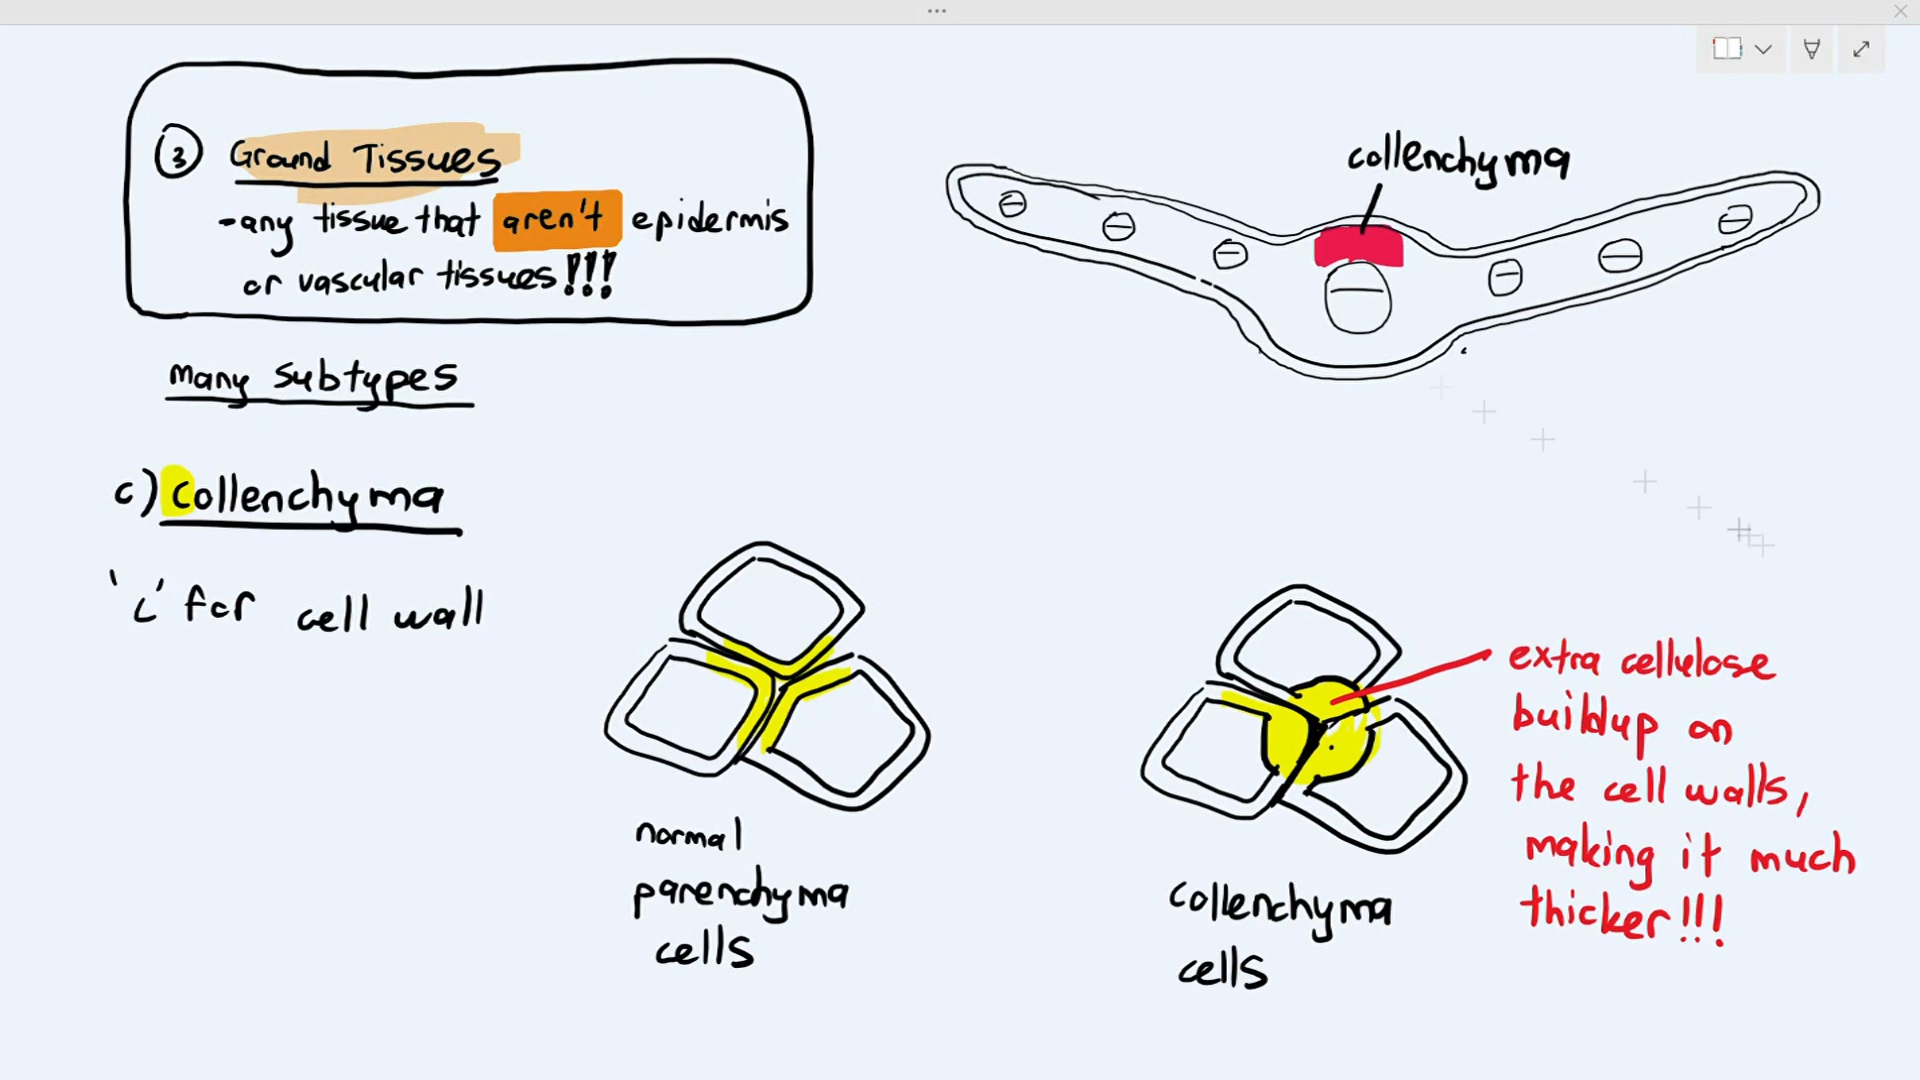 3 Ground Tissues
-any tissue that aren't epidermis
or vascular tissues!!!
many subtypes
c) Collenchyma
'c' for cell wall
collenchyma
normal
parenchyma
cells
collenchyma
cells
extra cellulose
buildup on
the cell walls,
making it much
thicker!!!